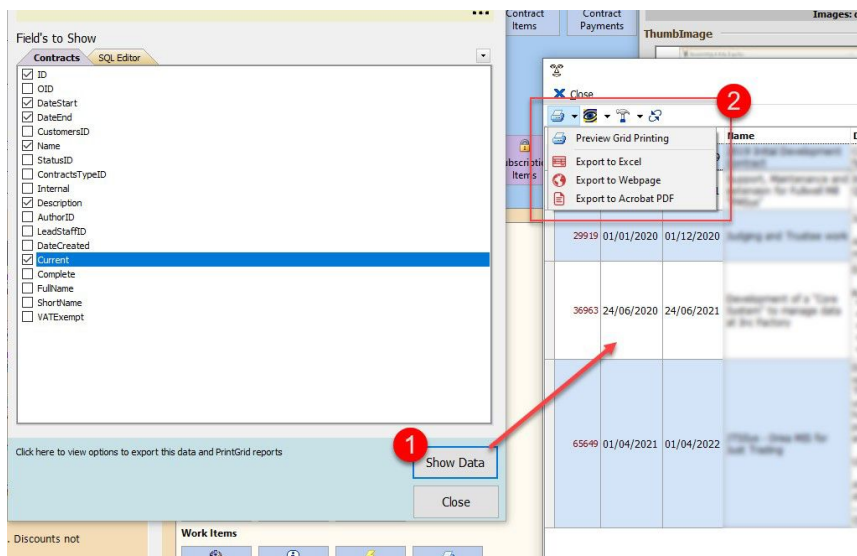 Field's to Show
Contracts
SQL Editor
ID
OID
DateStart
DateEnd
CustomersID
Name
StatusID
ContractsTypeID
Internal
Description
AuthorID
LeadStaffID
DateCreated
Current
Complete
FullName
ShortName
VATExempt
Click here to view options to export this data and PrintGrid reports
1
Show Data
Close
. Discounts not
Work Items
Contract
Items
Contract
Payments
Images:
ThumbImage
Items
Close
2
Preview Grid Printing
Export to Excel
Export to Webpage
Export to Acrobat PDF
Name
29919 01/01/2020 01/12/2020
36963 24/06/2020 24/06/2021
65649 01/04/2021 01/04/2022